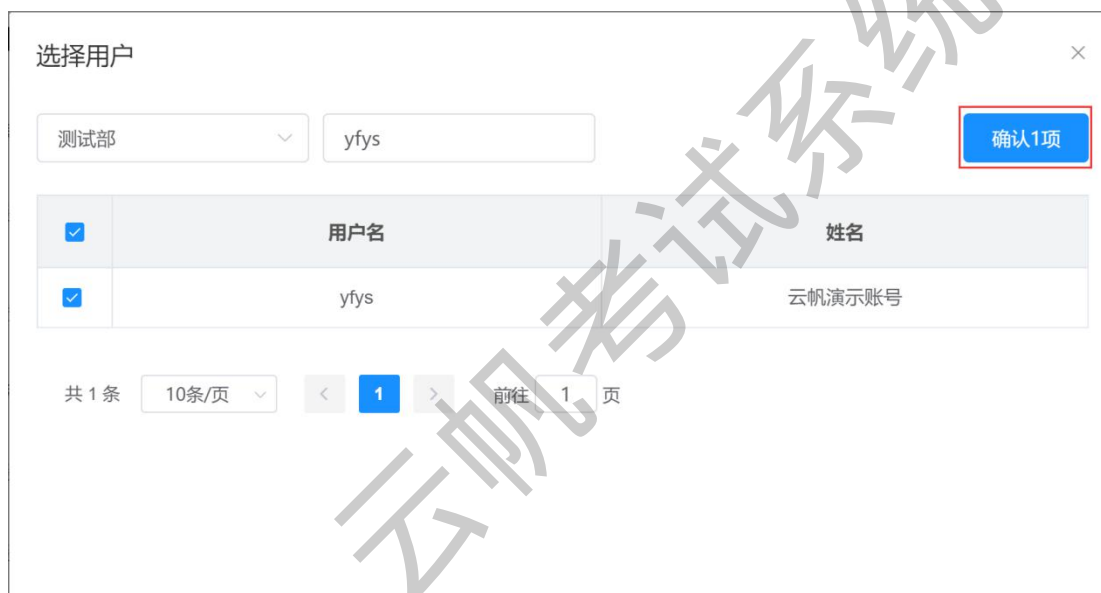 选择用户
测试部 yfys 确认1项
用户名 姓名
yfys 云帆演示账号
共 1 条 10条/页 1 前往 1 页
云帆考试系统